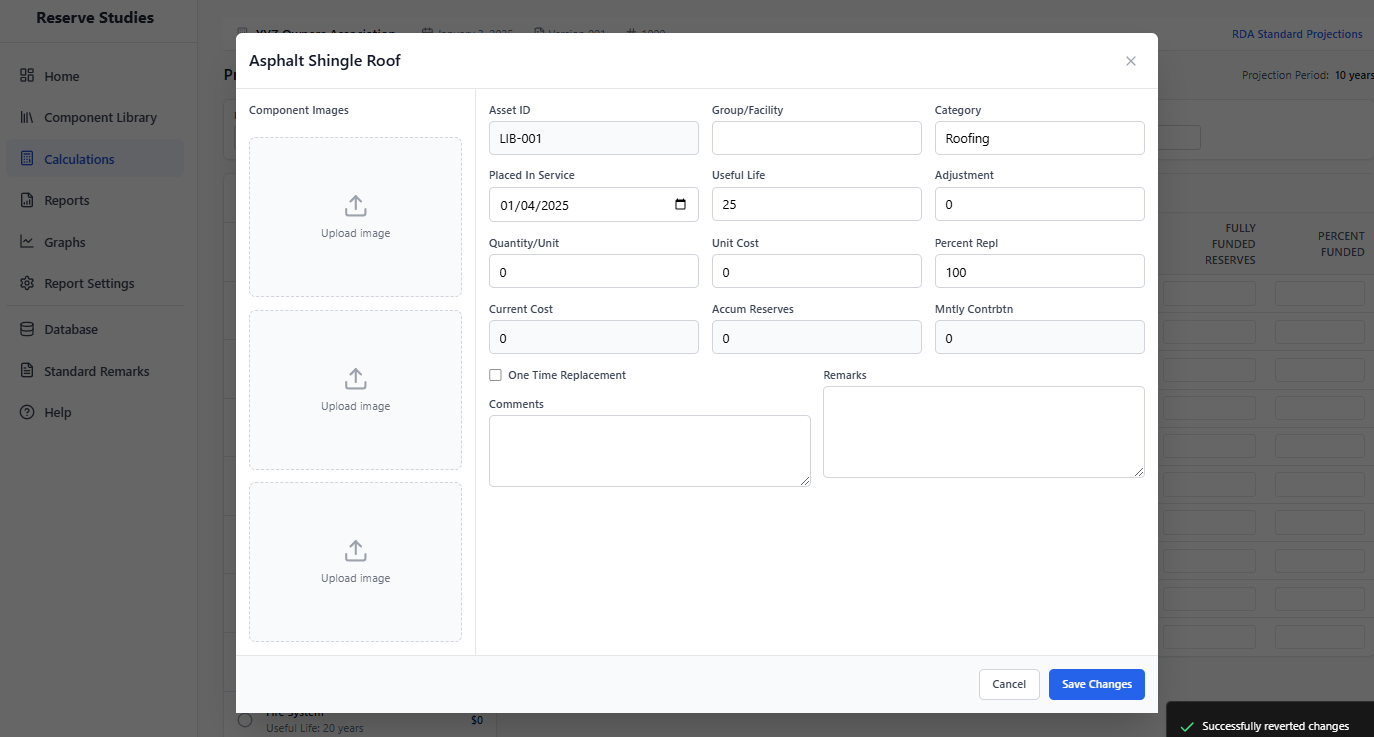 Reserve Studies
Home
Component Library
Calculations
Reports
Graphs
Report Settings
Database
Standard Remarks
Help
RDA Standard Projections
Projection Period: 10 years
FULLY FUNDED RESERVES
PERCENT FUNDED
Asphalt Shingle Roof
Component Images
Upload image
Upload image
Upload image
Asset ID
Group/Facility
Category
LIB-001
Roofing
Placed In Service
Useful Life
Adjustment
01/04/2025
25
0
Quantity/Unit
Unit Cost
Percent Repl
0
0
100
Current Cost
Accum Reserves
Mntly Contrbtn
0
0
0
One Time Replacement
Remarks
Comments
Cancel
Save Changes
$0
Useful Life: 20 years
Successfully reverted changes